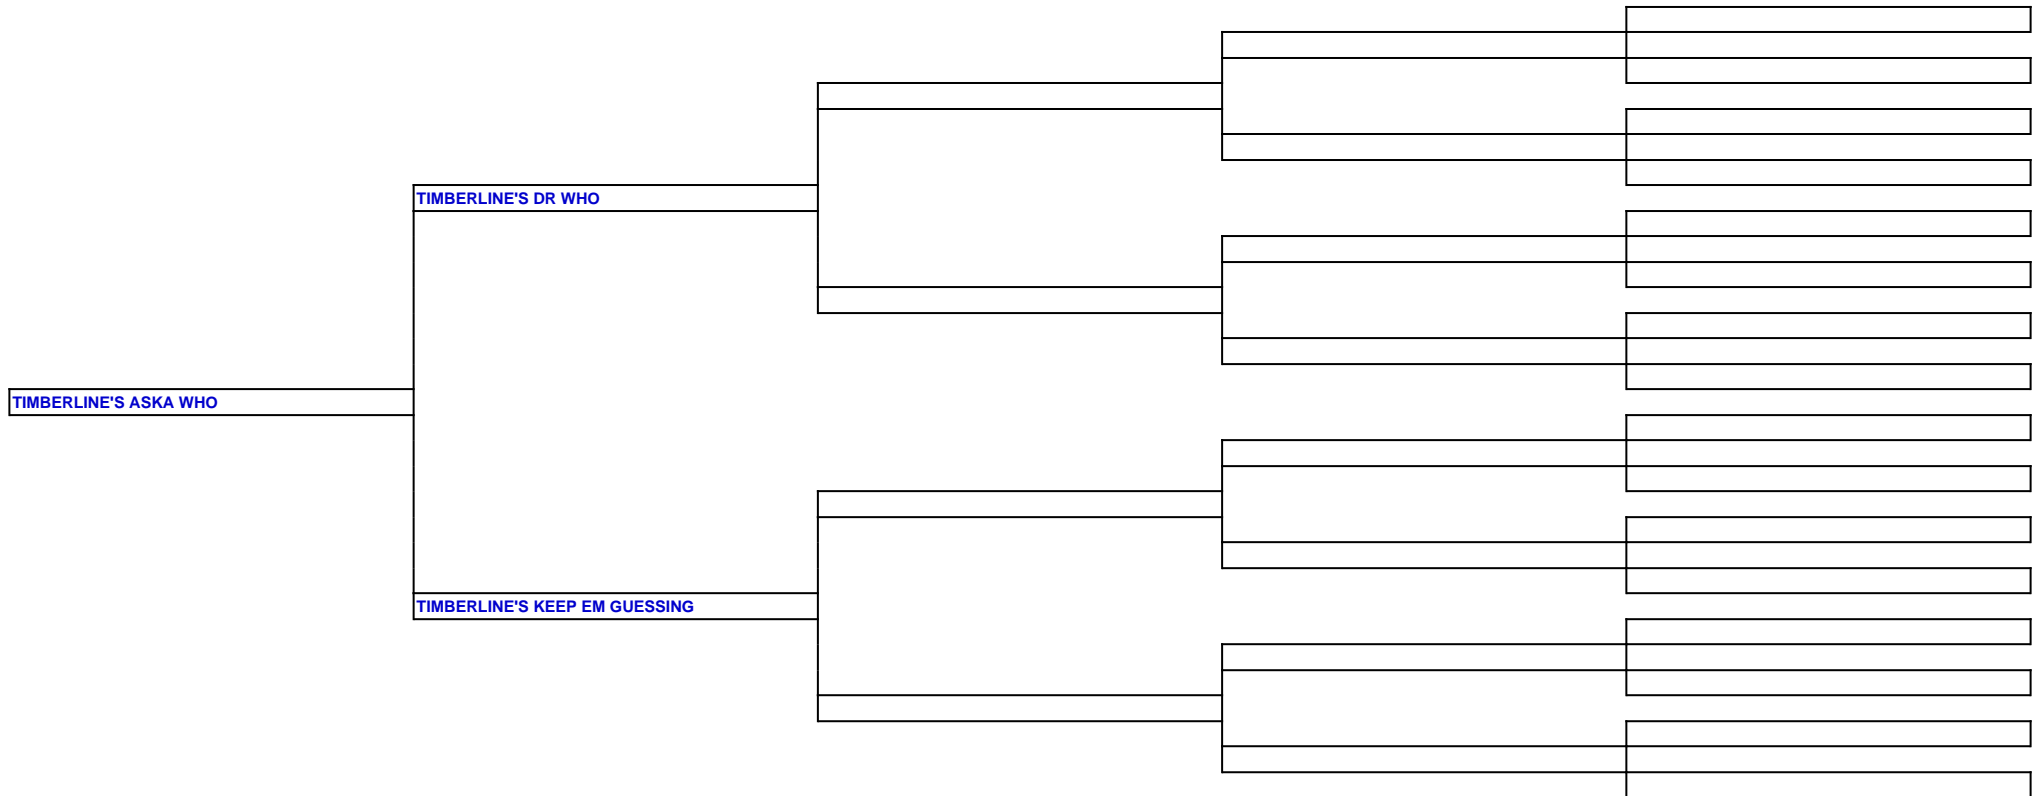 TIMBERLINE'S DR WHO
TIMBERLINE'S ASKA WHO
TIMBERLINE'S KEEP EM GUESSING